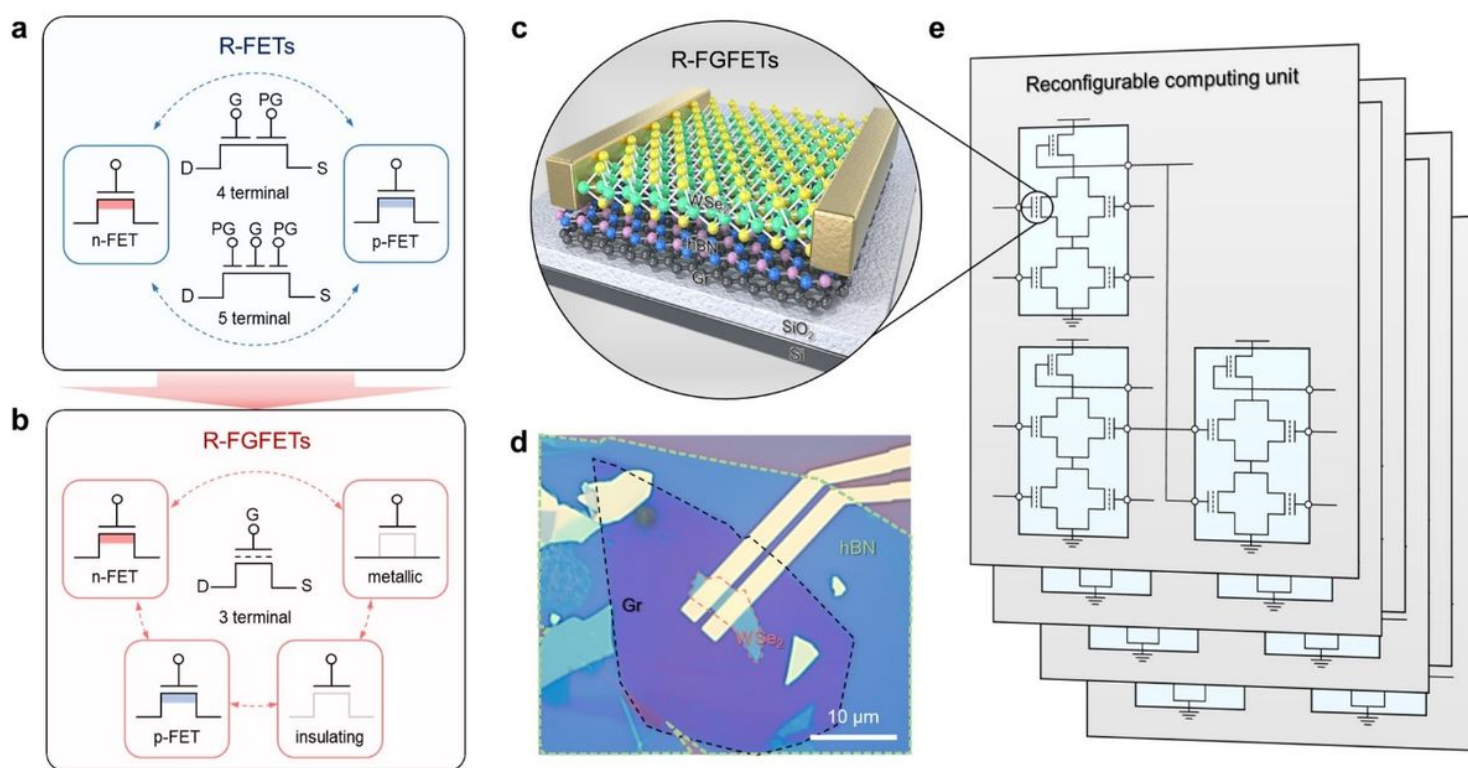 a
R-FETs
G PG
D S
4 terminal
n-FET
p-FET
PG G PG
D S
5 terminal
b
R-FGFETs
n-FET
G
D S
3 terminal
metallic
p-FET
insulating
c
R-FGFETs
WSe₂
hBN
Gr
SiO₂
Si
d
hBN
Gr
WSe₂
10 μm
e
Reconfigurable computing unit